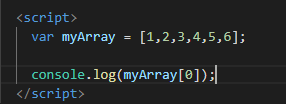 <script>
var myArray = [1,2,3,4,5,6];
console.log(myArray[0]);
</script>